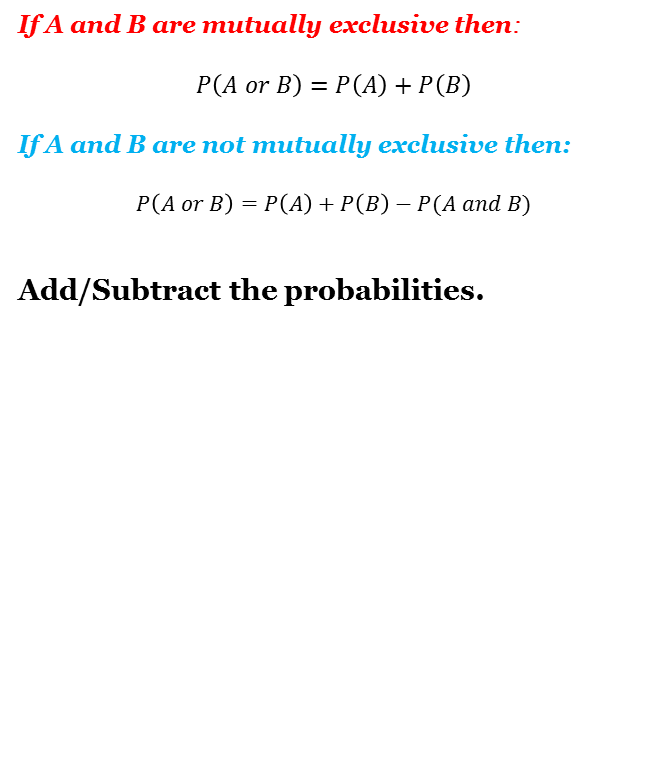 If A and B are mutually exclusive then:
P(A or B) = P(A) + P(B)
If A and B are not mutually exclusive then:
P(A or B) = P(A) + P(B) − P(A and B)
Add/Subtract the probabilities.